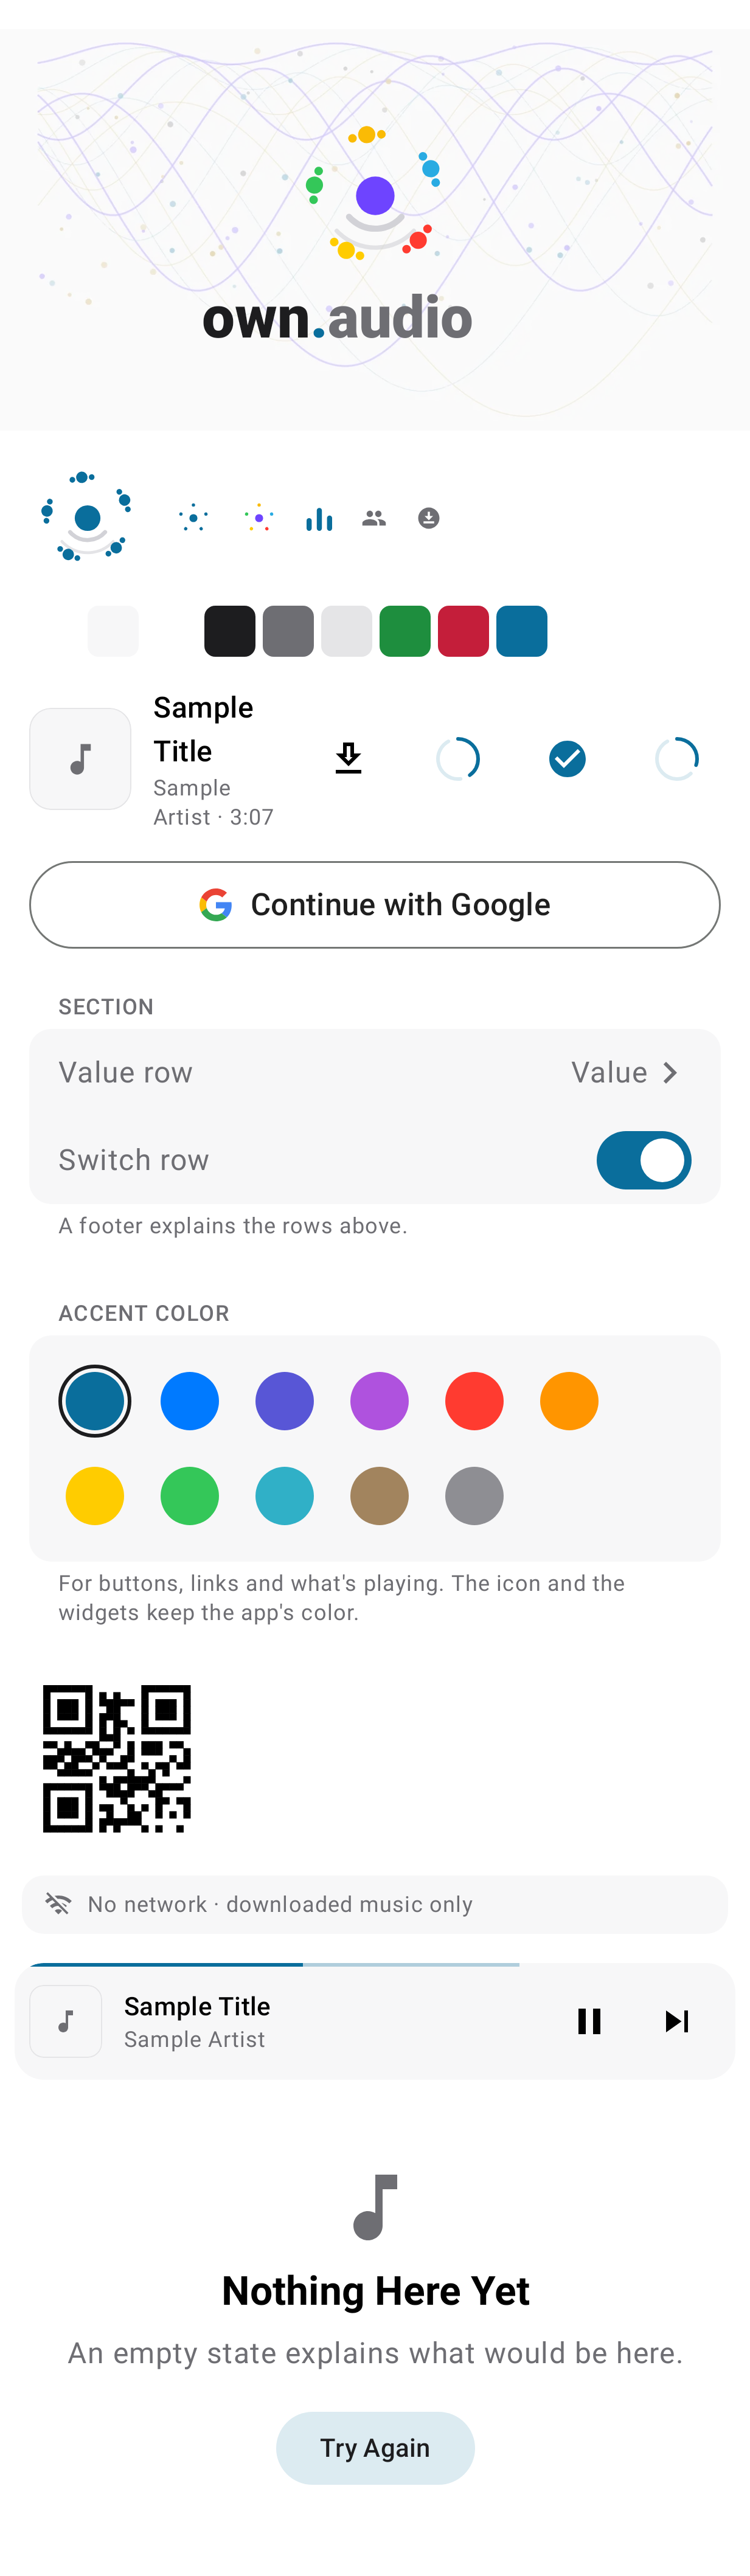 own.audio
Sample
Title
Sample
Artist · 3:07
Continue with Google
SECTION
Value row
Value
Switch row
A footer explains the rows above.
ACCENT COLOR
For buttons, links and what's playing. The icon and the
widgets keep the app's color.
No network · downloaded music only
Sample Title
Sample Artist
Nothing Here Yet
An empty state explains what would be here.
Try Again